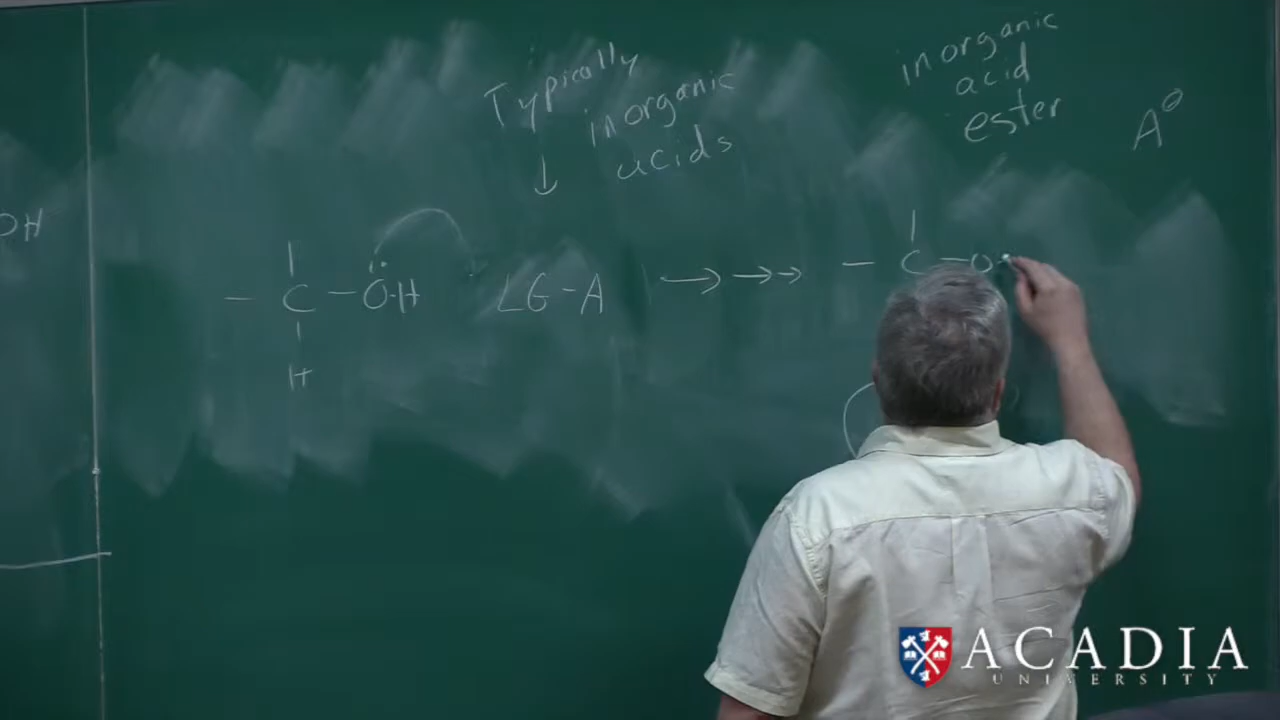 Typically
inorganic
acids
↓
inorganic
acid
ester
A⊖
OH
— C — Ö·H
H
LG–A
→ → →
— C — O
ACADIA
UNIVERSITY